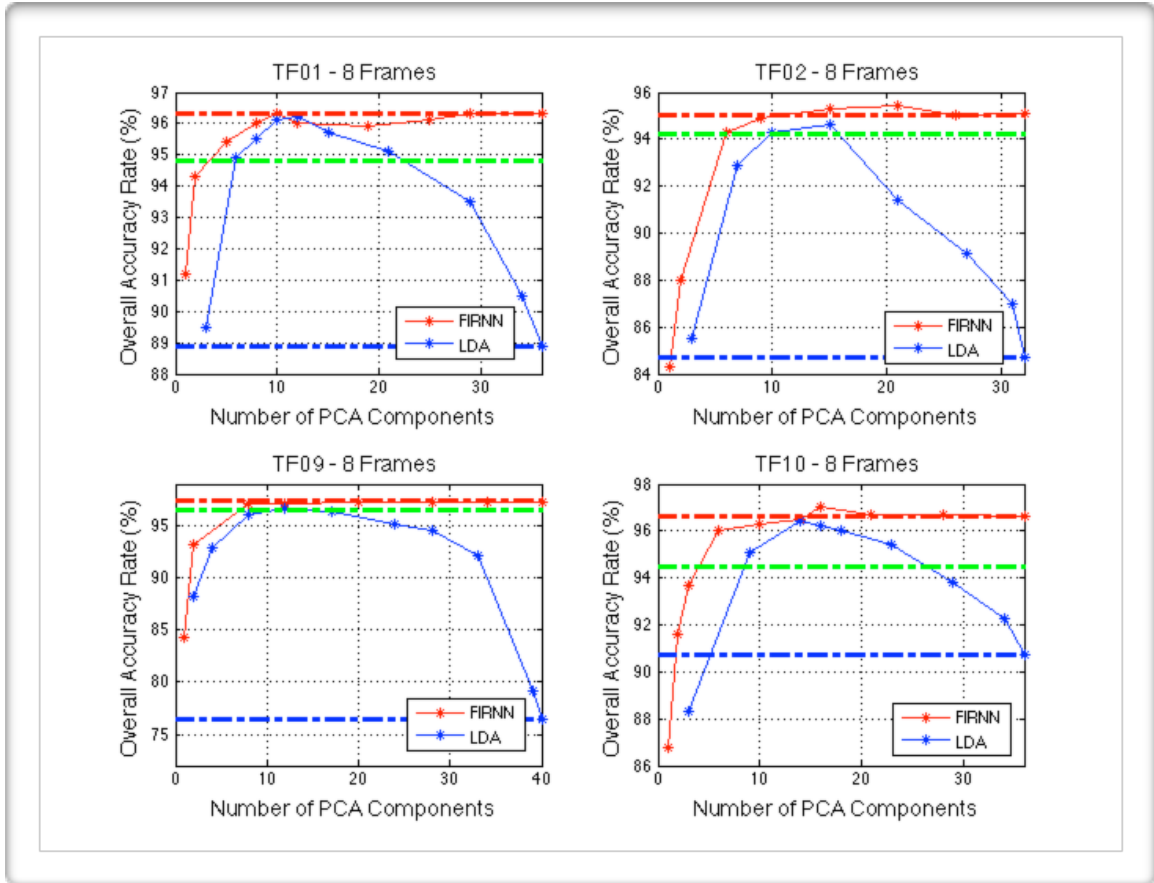 TF01 - 8 Frames
Overall Accuracy Rate (%)
97
96
95
94
93
92
91
90
89
88
FIRNN
LDA
0
10
20
30
Number of PCA Components
TF02 - 8 Frames
Overall Accuracy Rate (%)
96
94
92
90
88
86
84
FIRNN
LDA
0
10
20
30
Number of PCA Components
TF09 - 8 Frames
Overall Accuracy Rate (%)
95
90
85
80
75
FIRNN
LDA
0
10
20
30
40
Number of PCA Components
TF10 - 8 Frames
Overall Accuracy Rate (%)
98
96
94
92
90
88
86
FIRNN
LDA
0
10
20
30
Number of PCA Components